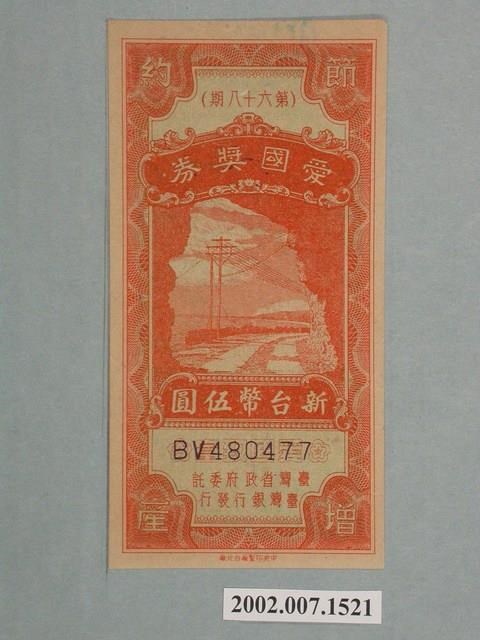 節約
(第六十八期)
愛國獎券
新台幣伍圓
BV480477
臺灣省政府委託
臺灣銀行發行
增產
2002.007.1521